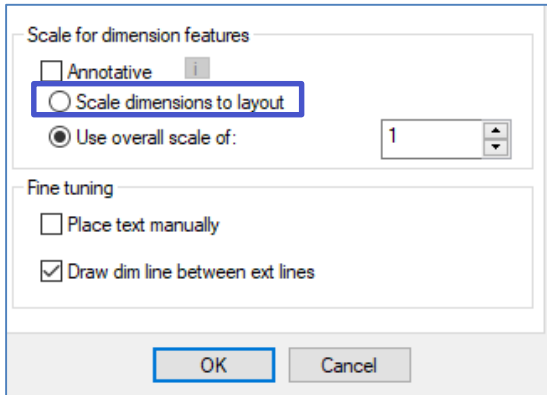 Scale for dimension features
Annotative
i
Scale dimensions to layout
Use overall scale of:
1
Fine tuning
Place text manually
Draw dim line between ext lines
OK
Cancel